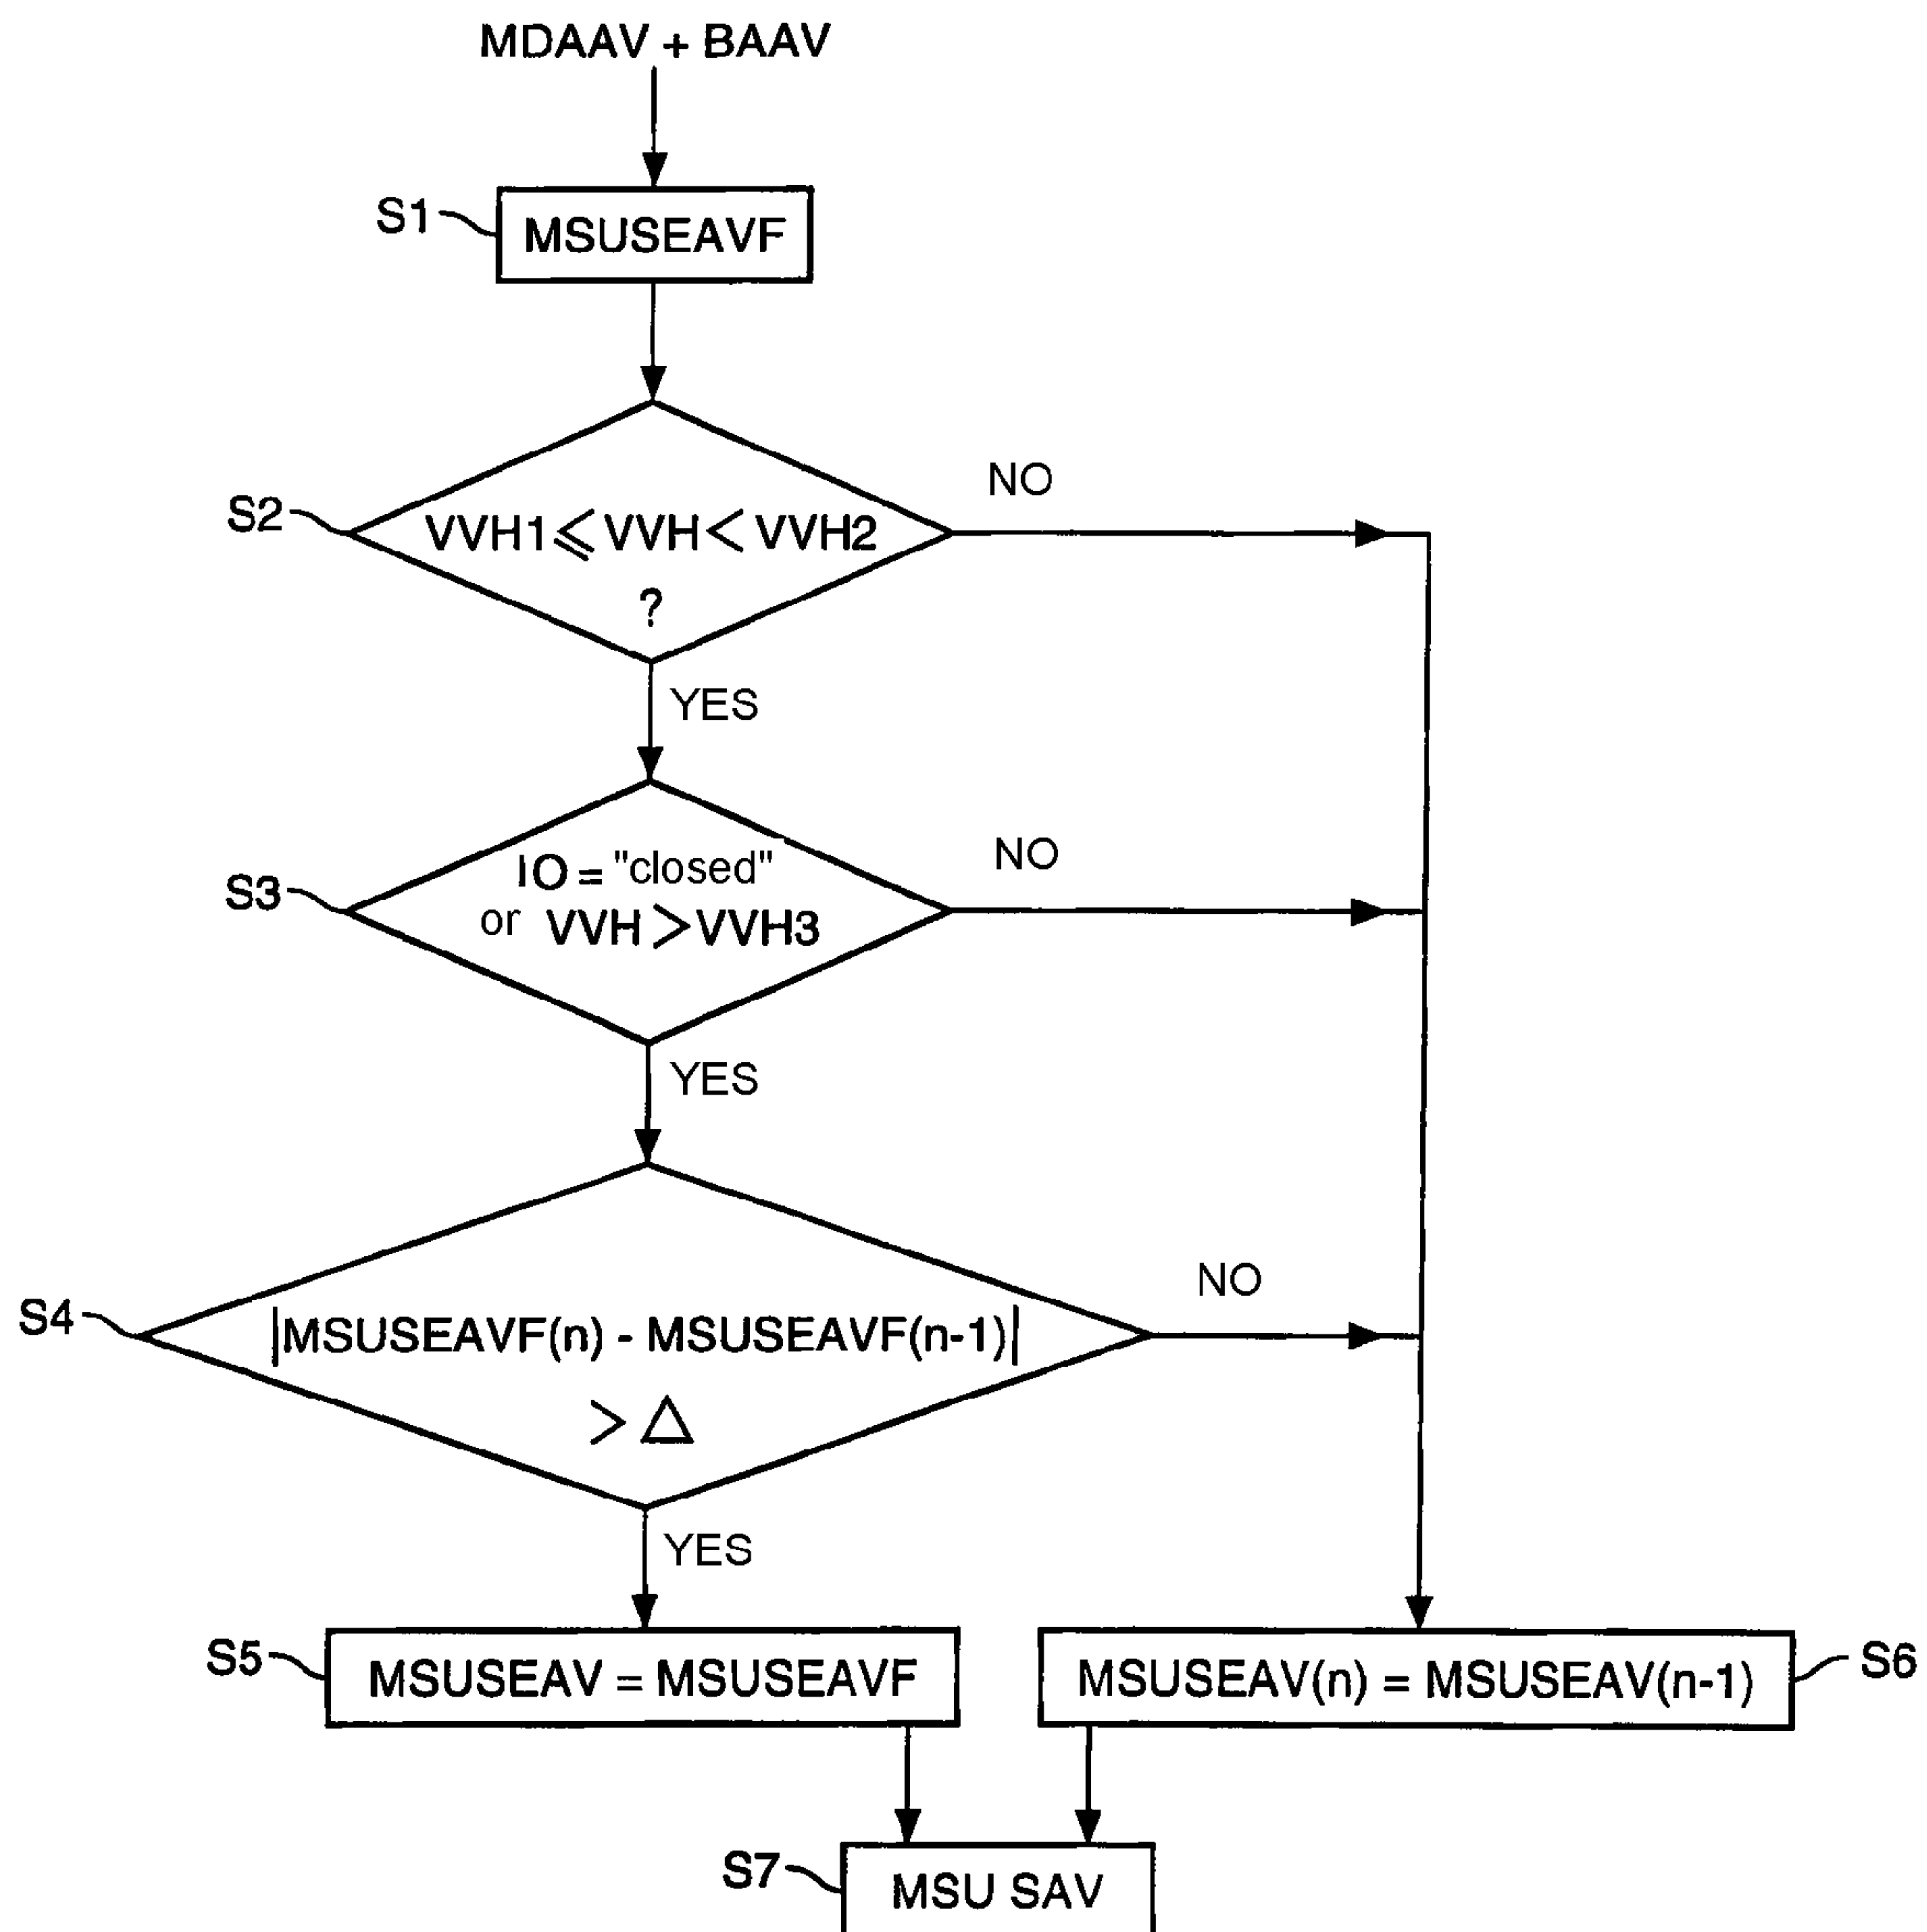 MDAAV + BAAV
S1
MSUSEAVF
NO
S2
VVH1 ⩽ VVH < VVH2
?
YES
NO
S3
IO = "closed"
or VVH > VVH3
YES
NO
S4
|MSUSEAVF(n) - MSUSEAVF(n-1)|
> △
YES
S5
MSUSEAV = MSUSEAVF
MSUSEAV(n) = MSUSEAV(n-1)
S6
S7
MSU SAV